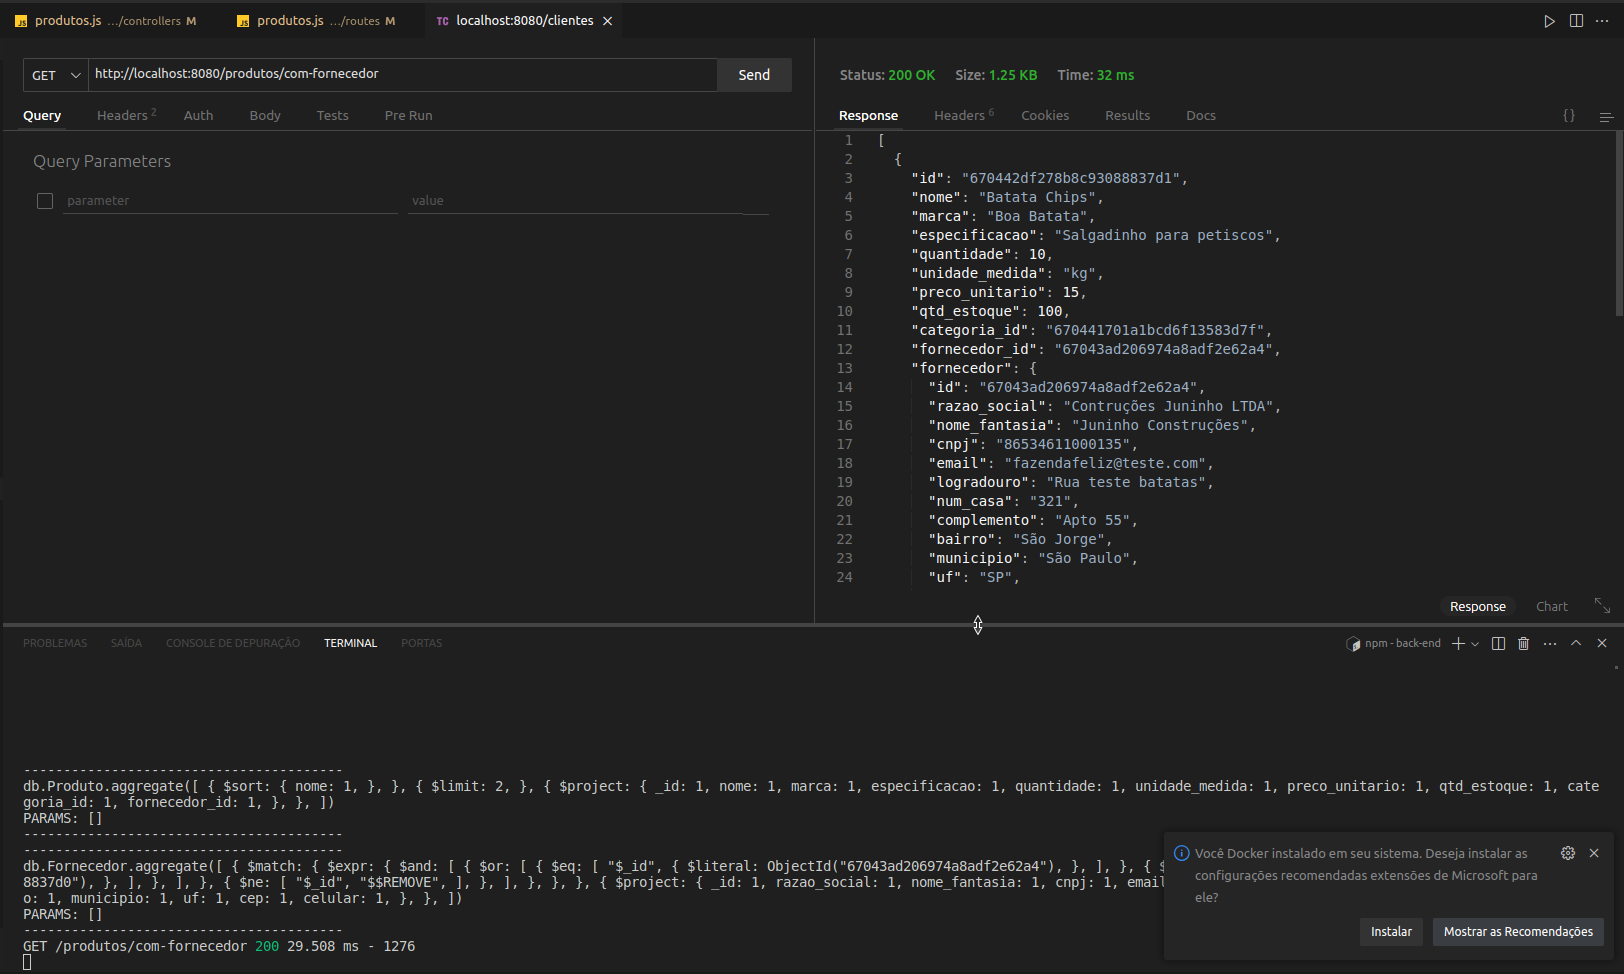 produtos.js .../controllers M
produtos.js .../routes M
TC localhost:8080/clientes
GET
http://localhost:8080/produtos/com-fornecedor
Send
Query Headers 2 Auth Body Tests Pre Run
Query Parameters
parameter value
Status: 200 OK Size: 1.25 KB Time: 32 ms
Response Headers 6 Cookies Results Docs
{}
1 [
2 {
3 "id": "670442df278b8c93088837d1",
4 "nome": "Batata Chips",
5 "marca": "Boa Batata",
6 "especificacao": "Salgadinho para petiscos",
7 "quantidade": 10,
8 "unidade_medida": "kg",
9 "preco_unitario": 15,
10 "qtd_estoque": 100,
11 "categoria_id": "670441701a1bcd6f13583d7f",
12 "fornecedor_id": "67043ad206974a8adf2e62a4",
13 "fornecedor": {
14 "id": "67043ad206974a8adf2e62a4",
15 "razao_social": "Contruções Juninho LTDA",
16 "nome_fantasia": "Juninho Construções",
17 "cnpj": "86534611000135",
18 "email": "fazendafeliz@teste.com",
19 "logradouro": "Rua teste batatas",
20 "num_casa": "321",
21 "complemento": "Apto 55",
22 "bairro": "São Jorge",
23 "municipio": "São Paulo",
24 "uf": "SP",
Response Chart
PROBLEMAS SAÍDA CONSOLE DE DEPURAÇÃO TERMINAL PORTAS
npm - back-end
----------------------------------------
db.Produto.aggregate([ { $sort: { nome: 1, }, }, { $limit: 2, }, { $project: { _id: 1, nome: 1, marca: 1, especificacao: 1, quantidade: 1, unidade_medida: 1, preco_unitario: 1, qtd_estoque: 1, cate
goria_id: 1, fornecedor_id: 1, }, }, ])
PARAMS: []
----------------------------------------
----------------------------------------
db.Fornecedor.aggregate([ { $match: { $expr: { $and: [ { $or: [ { $eq: [ "$_id", { $literal: ObjectId("67043ad206974a8adf2e62a4"), }, ], }, { $
8837d0"), }, ], }, ], }, { $ne: [ "$_id", "$$REMOVE", ], }, ], }, }, }, { $project: { _id: 1, razao_social: 1, nome_fantasia: 1, cnpj: 1, email
o: 1, municipio: 1, uf: 1, cep: 1, celular: 1, }, }, ])
PARAMS: []
----------------------------------------
GET /produtos/com-fornecedor 200 29.508 ms - 1276
Você Docker instalado em seu sistema. Deseja instalar as
configurações recomendadas extensões de Microsoft para
ele?
Instalar
Mostrar as Recomendações